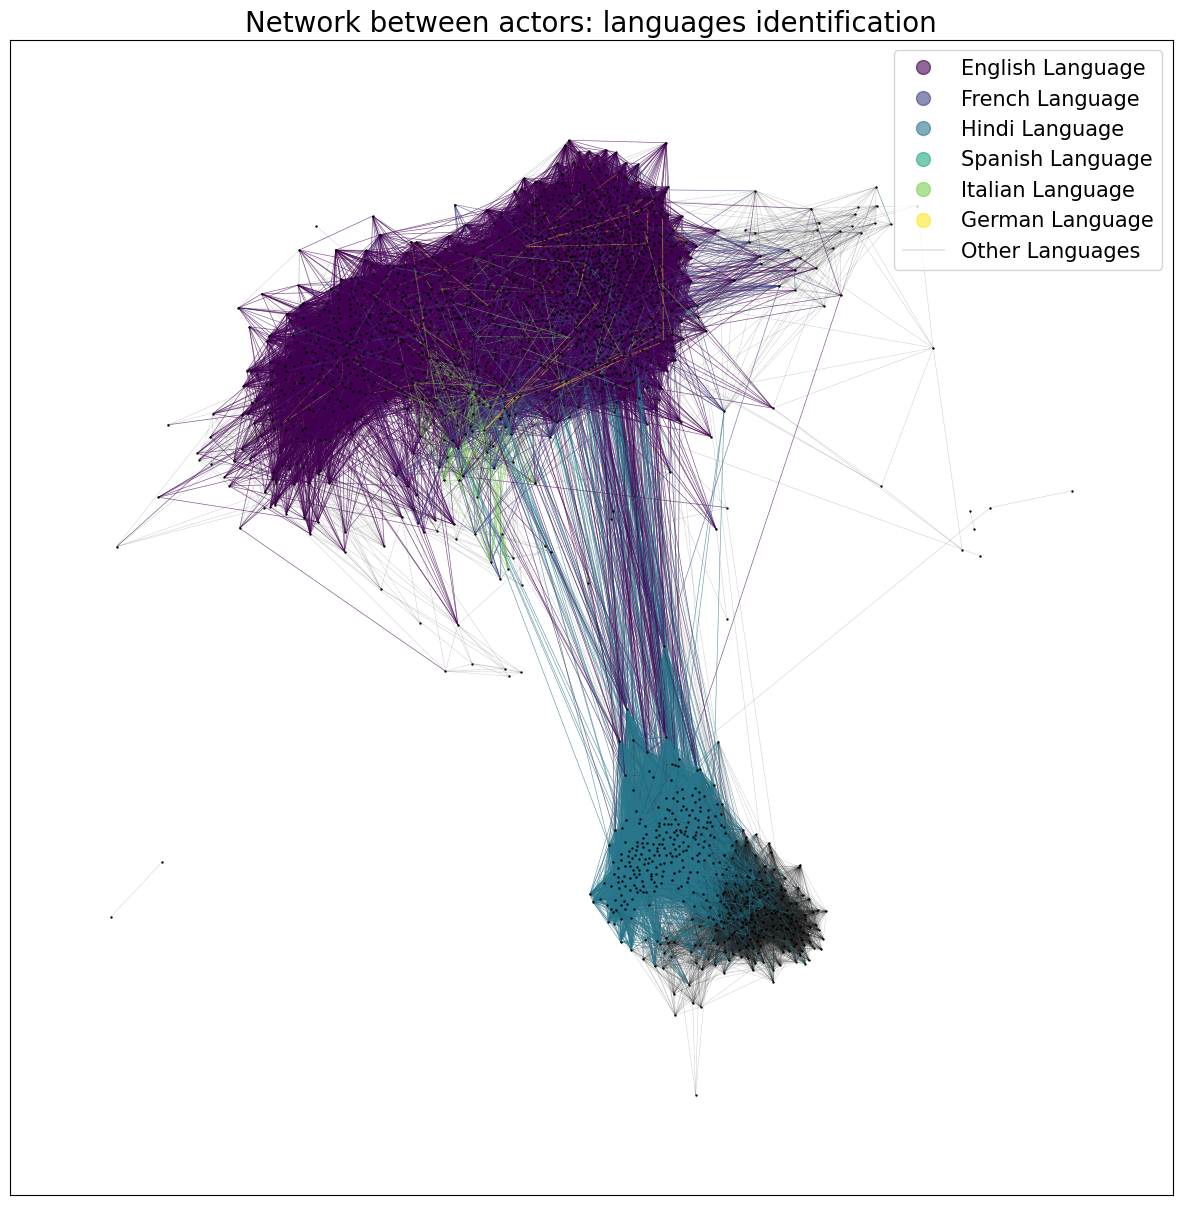 Network between actors: languages identification
English Language
French Language
Hindi Language
Spanish Language
Italian Language
German Language
Other Languages